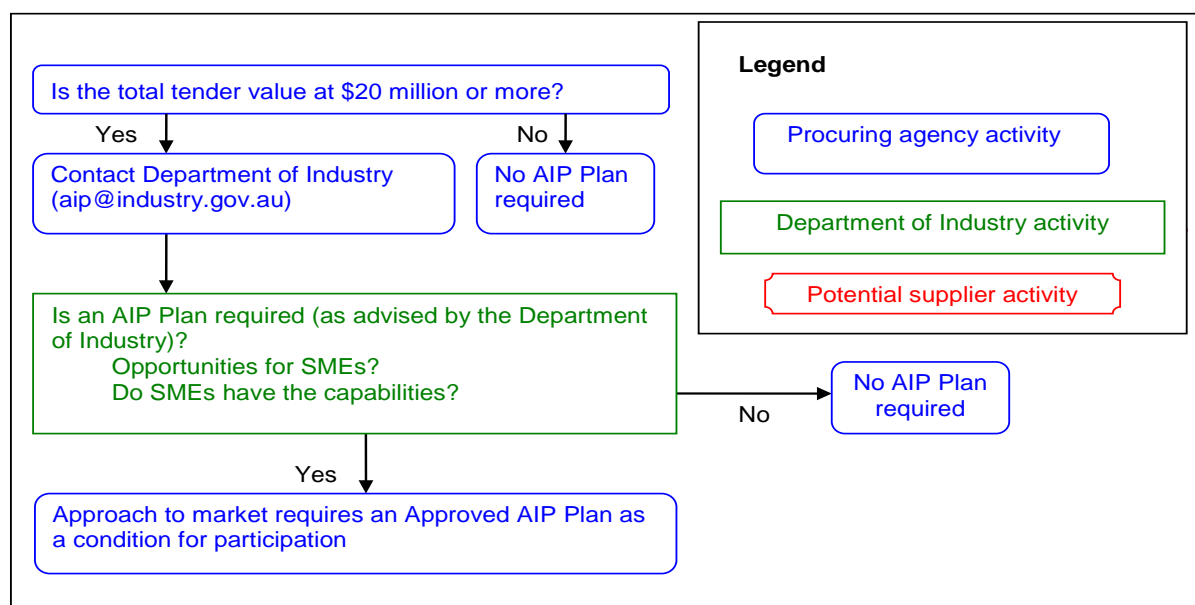 Is the total tender value at $20 million or more?
Yes
No
Contact Department of Industry
(aip@industry.gov.au)
No AIP Plan
required
Is an AIP Plan required (as advised by the Department
of Industry)?
Opportunities for SMEs?
Do SMEs have the capabilities?
No
No AIP Plan
required
Yes
Approach to market requires an Approved AIP Plan as
a condition for participation
Legend
Procuring agency activity
Department of Industry activity
Potential supplier activity